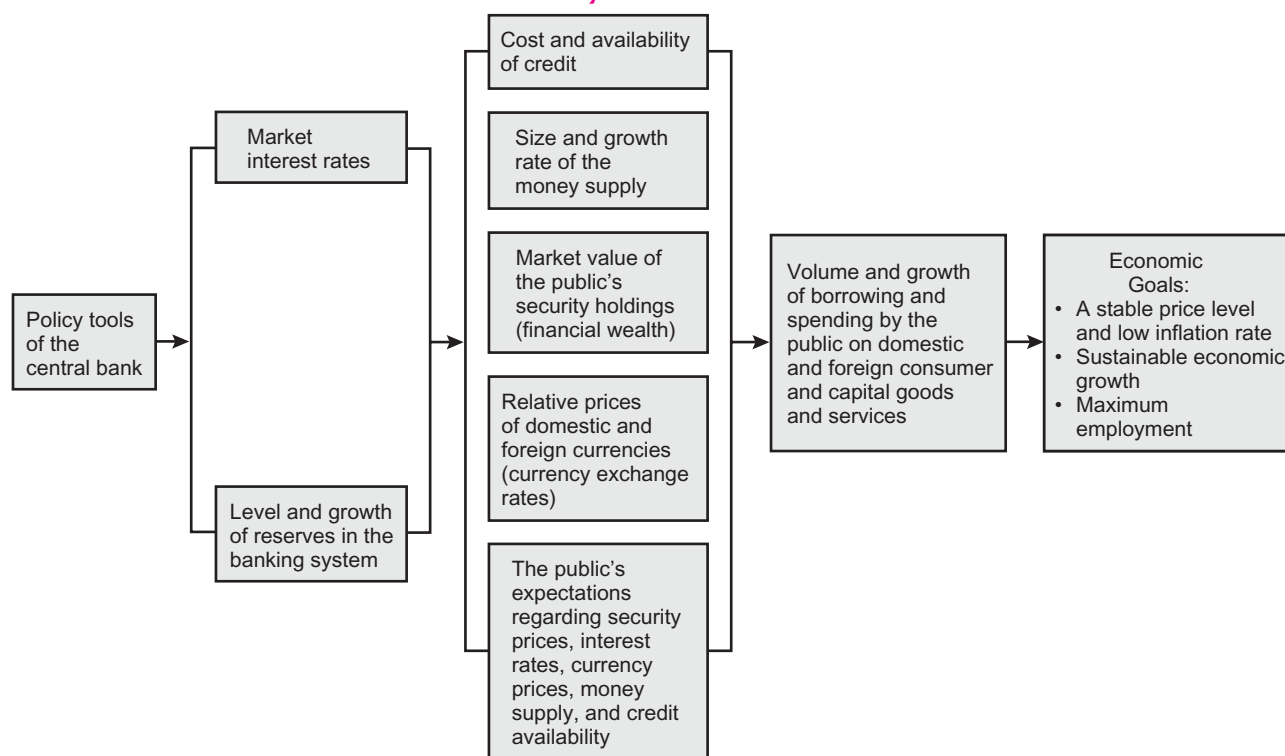 Cost and availability
of credit
Market
interest rates
Size and growth
rate of the
money supply
Market value of
the public's
security holdings
(financial wealth)
Policy tools
of the
central bank
Relative prices
of domestic and
foreign currencies
(currency exchange
rates)
Level and growth
of reserves in the
banking system
The public's
expectations
regarding security
prices, interest
rates, currency
prices, money
supply, and credit
availability
Volume and growth
of borrowing and
spending by the
public on domestic
and foreign consumer
and capital goods
and services
Economic
Goals:
• A stable price level
and low inflation rate
• Sustainable economic
growth
• Maximum
employment